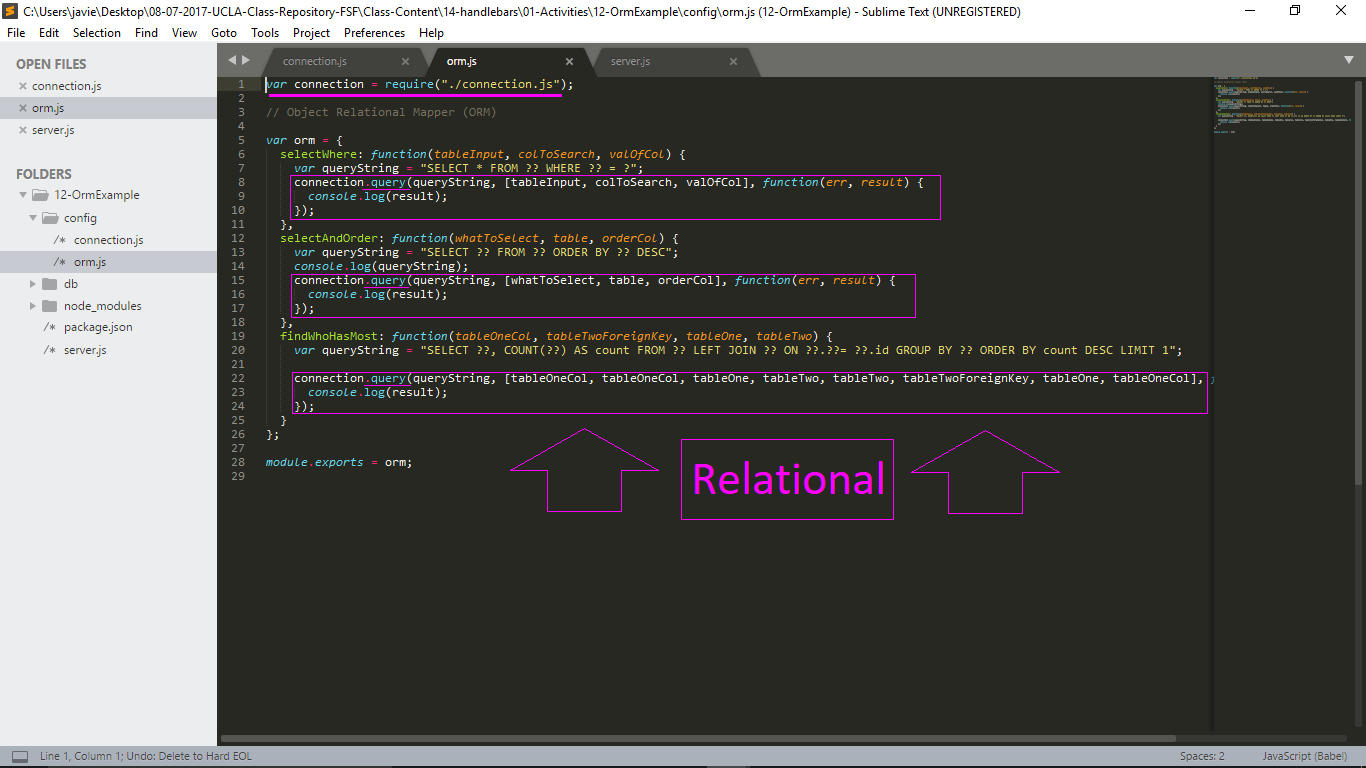 C:\Users\javie\Desktop\08-07-2017-UCLA-Class-Repository-FSF\Class-Content\14-handlebars\01-Activities\12-OrmExample\config\orm.js (12-OrmExample) - Sublime Text (UNREGISTERED)
File Edit Selection Find View Goto Tools Project Preferences Help
OPEN FILES
connection.js
orm.js
server.js
FOLDERS
12-OrmExample
config
/* connection.js
/* orm.js
db
node_modules
/* package.json
/* server.js
connection.js orm.js server.js
1 var connection = require("./connection.js");
2
3 // Object Relational Mapper (ORM)
4
5 var orm = {
6 selectWhere: function(tableInput, colToSearch, valOfCol) {
7 var queryString = "SELECT * FROM ?? WHERE ?? = ?";
8 connection.query(queryString, [tableInput, colToSearch, valOfCol], function(err, result) {
9 console.log(result);
10 });
11 },
12 selectAndOrder: function(whatToSelect, table, orderCol) {
13 var queryString = "SELECT ?? FROM ?? ORDER BY ?? DESC";
14 console.log(queryString);
15 connection.query(queryString, [whatToSelect, table, orderCol], function(err, result) {
16 console.log(result);
17 });
18 },
19 findWhoHasMost: function(tableOneCol, tableTwoForeignKey, tableOne, tableTwo) {
20 var queryString = "SELECT ??, COUNT(??) AS count FROM ?? LEFT JOIN ?? ON ??.??= ??.id GROUP BY ?? ORDER BY count DESC LIMIT 1";
21
22 connection.query(queryString, [tableOneCol, tableOneCol, tableOne, tableTwo, tableTwo, tableTwoForeignKey, tableOne, tableOneCol],
23 console.log(result);
24 });
25 }
26 };
27
28 module.exports = orm;
29
Relational
Line 1, Column 1; Undo: Delete to Hard EOL
Spaces: 2 JavaScript (Babel)